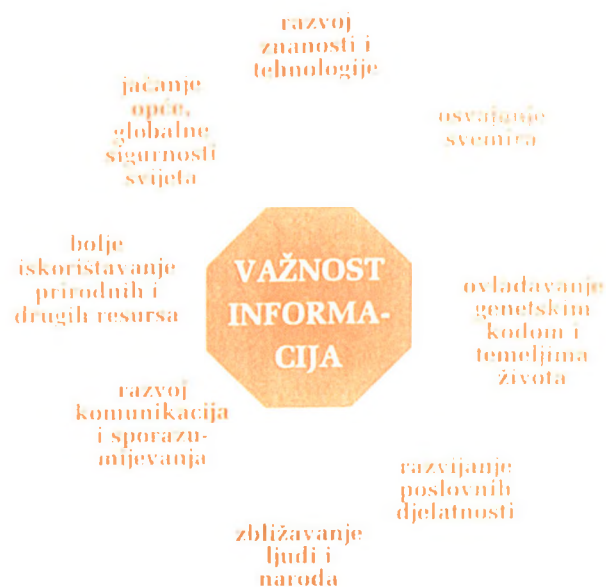 razvoj
znanosti i
tehnologije
jačanje
opće,
globalne
sigurnosti
svijeta
osvajanje
svemira
bolje
iskorištavanje
prirodnih i
drugih resursa
VAŽNOST
INFORMA-
CIJA
ovladavanje
genetskim
kodom i
temeljima
života
razvoj
komunikacija
i sporazu-
mijevanja
razvijanje
poslovnih
djelatnosti
zbližavanje
ljudi i
naroda